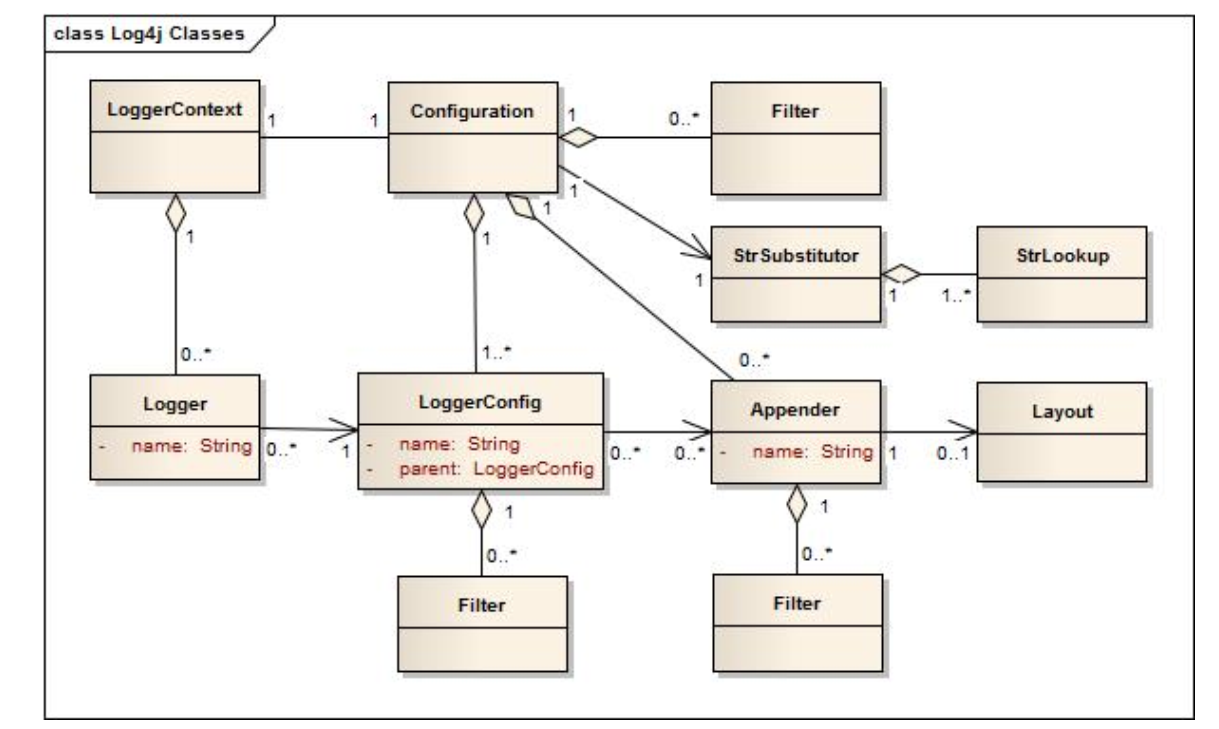 class Log4j Classes
LoggerContext
1
1
Configuration
1
0..*
Filter
1
1
1
1
1
StrSubstitutor
1
1..*
StrLookup
0..*
1..*
0..*
Logger
- name: String
0..*
1
LoggerConfig
- name: String
- parent: LoggerConfig
0..*
0..*
Appender
- name: String
1
0..1
Layout
1
0..*
Filter
1
0..*
Filter